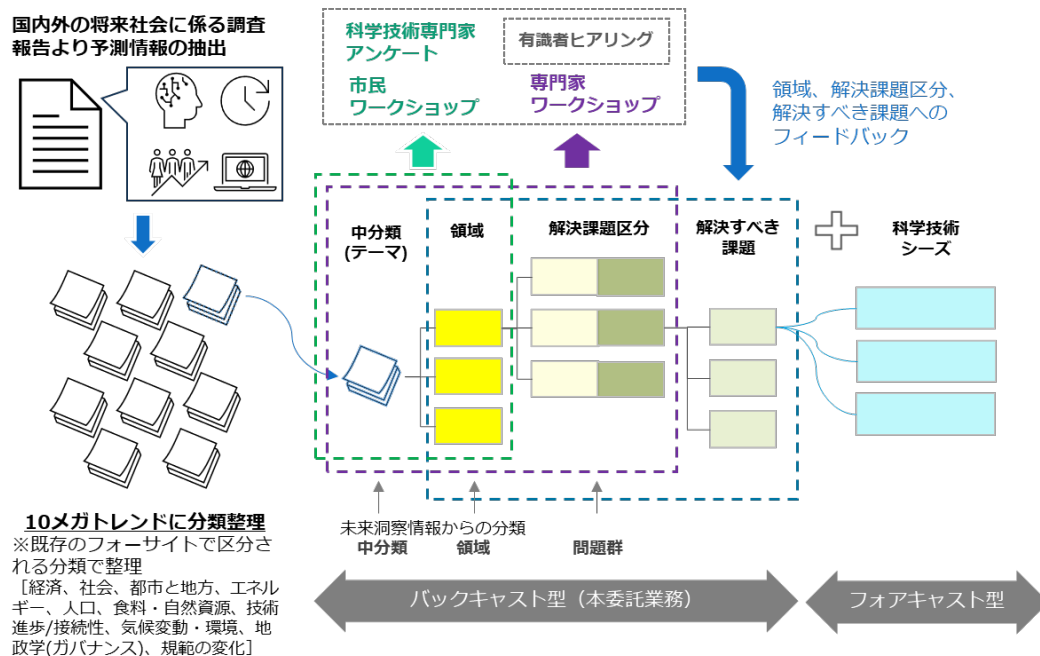 国内外の将来社会に係る調査
報告より予測情報の抽出
科学技術専門家
アンケート
市民
ワークショップ
有識者ヒアリング
専門家
ワークショップ
領域、解決課題区分、
解決すべき課題への
フィードバック
中分類
(テーマ)
領域
解決課題区分
解決すべき
課題
科学技術
シーズ
10メガトレンドに分類整理
※既存のフォーサイトで区分さ
れる分類で整理
［経済、社会、都市と地方、エネル
ギー、人口、食料・自然資源、技術
進歩/接続性、気候変動・環境、地
政学(ガバナンス)、規範の変化］
未来洞察情報からの分類
中分類
領域
問題群
バックキャスト型（本委託業務）
フォアキャスト型